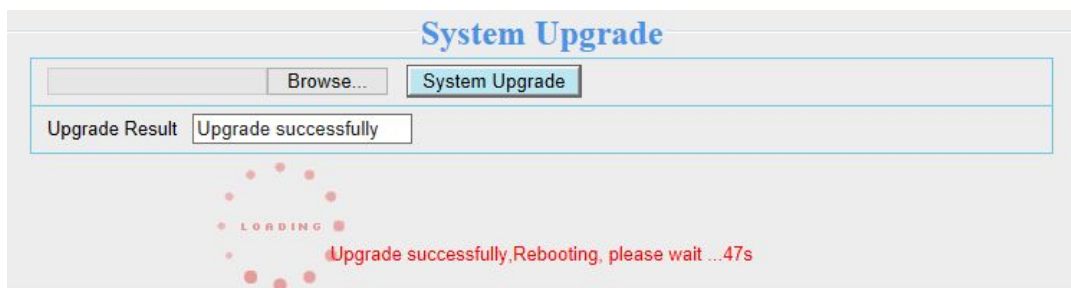 System Upgrade
Browse... System Upgrade
Upgrade Result Upgrade successfully
LOADING
Upgrade successfully,Rebooting, please wait ...47s